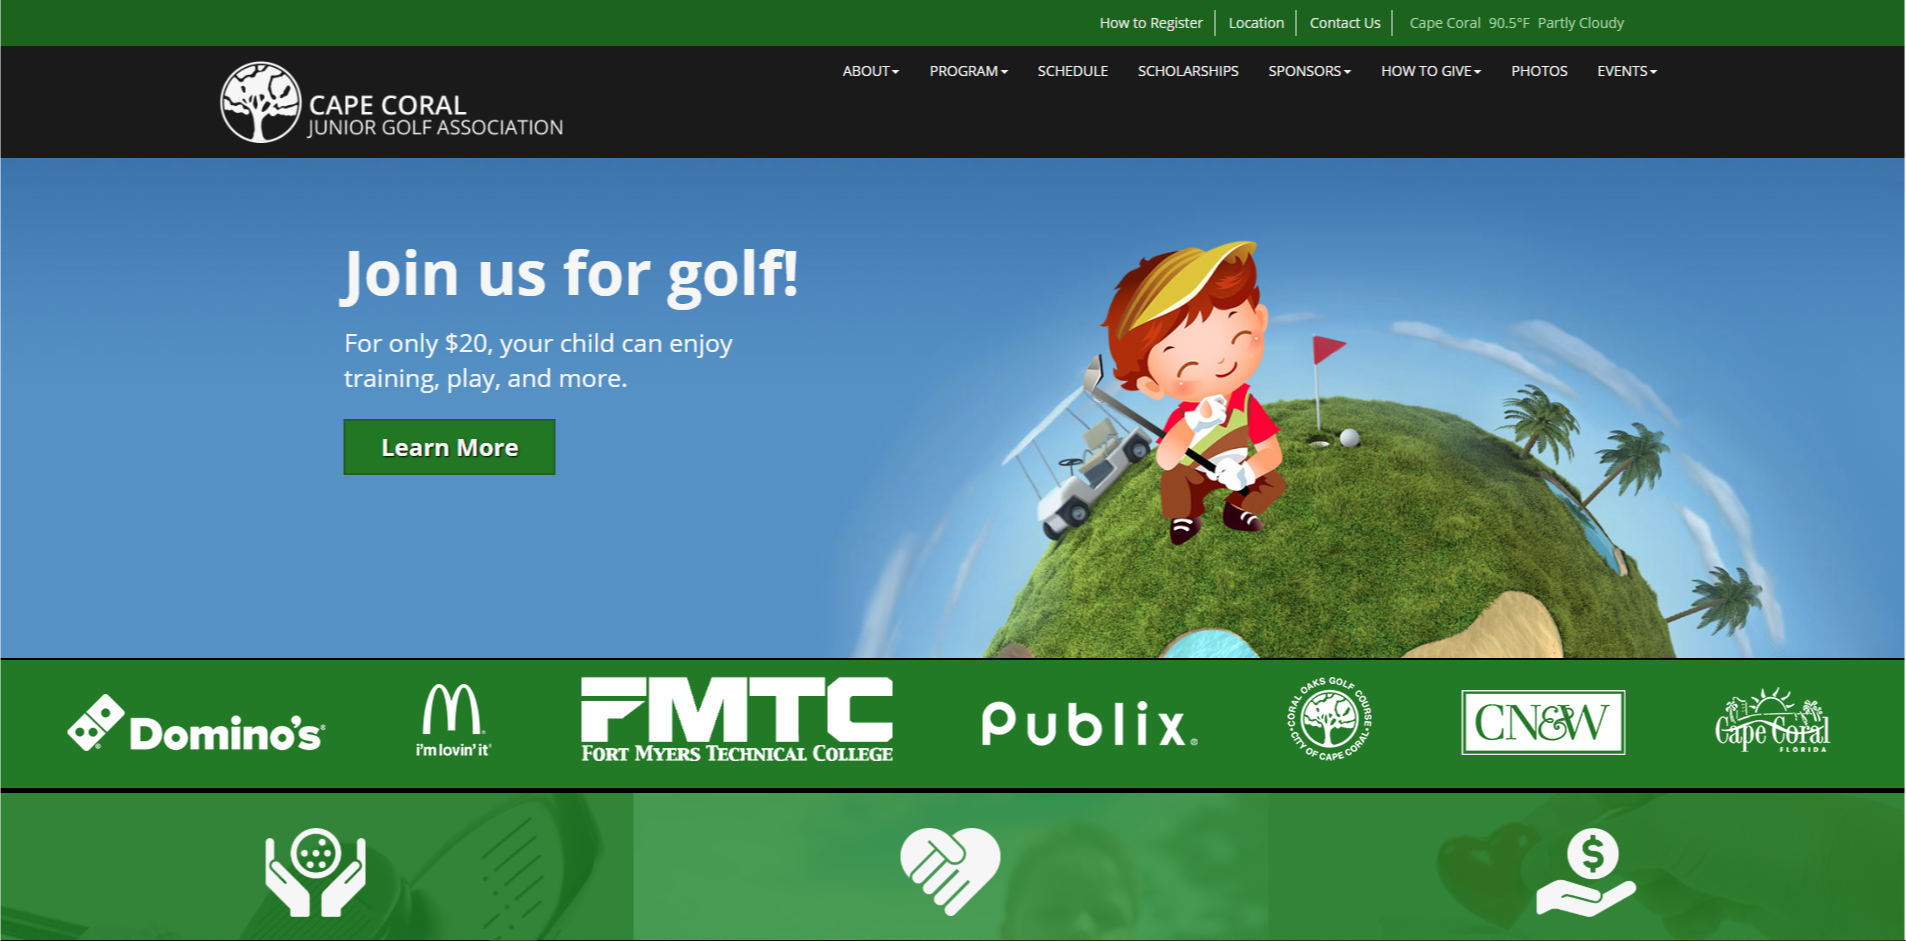 How to Register
Location
Contact Us
Cape Coral 90.5°F Partly Cloudy
ABOUT
PROGRAM
SCHEDULE
SCHOLARSHIPS
SPONSORS
HOW TO GIVE
PHOTOS
EVENTS
CAPE CORAL
JUNIOR GOLF ASSOCIATION
Join us for golf!
For only $20, your child can enjoy
training, play, and more.
Learn More
Domino's®
i'm lovin' it®
FMTC
FORT MYERS TECHNICAL COLLEGE
Publix®
CORAL OAKS GOLF COURSE
• CITY OF CAPE CORAL •
CN&W
Cape Coral
FLORIDA
$